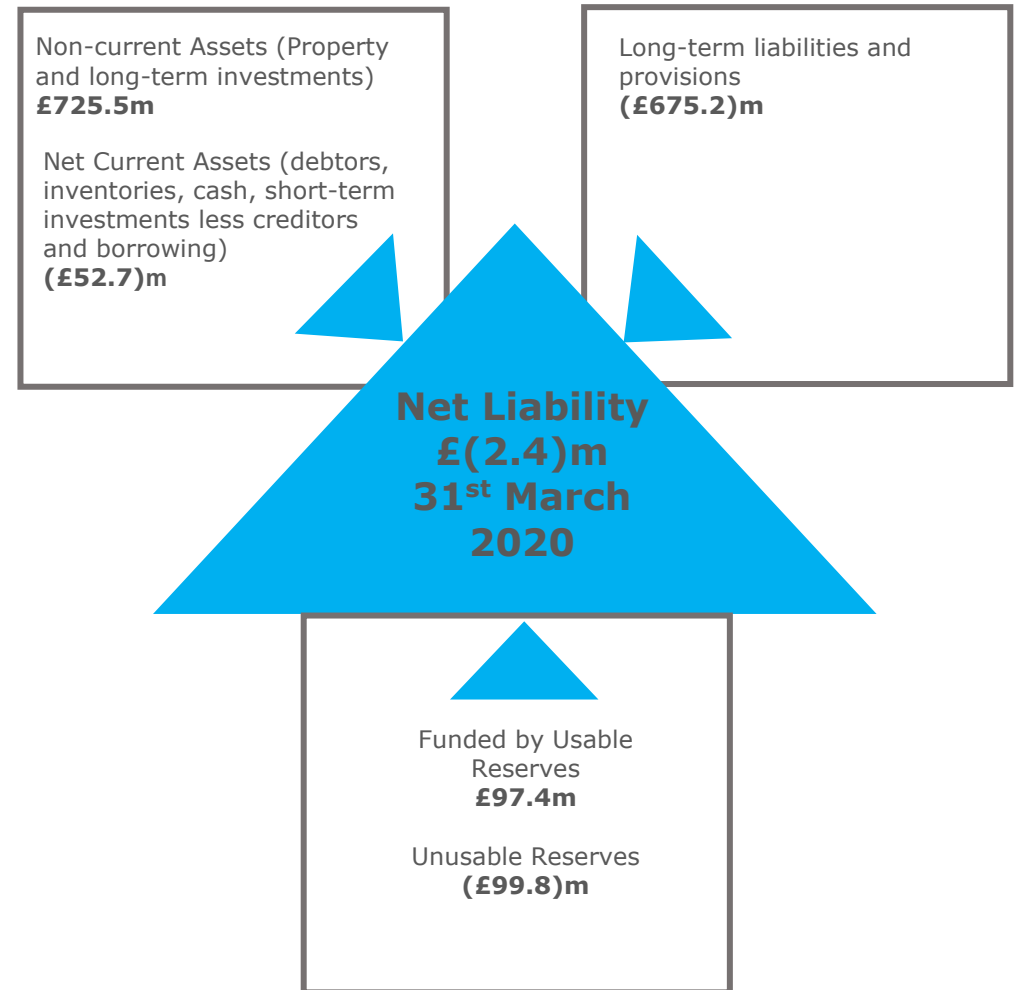 Non-current Assets (Property
and long-term investments)
£725.5m
Net Current Assets (debtors,
inventories, cash, short-term
investments less creditors
and borrowing)
(£52.7)m
Long-term liabilities and
provisions
(£675.2)m
Net Liability
£(2.4)m
31st March
2020
Funded by Usable
Reserves
£97.4m
Unusable Reserves
(£99.8)m